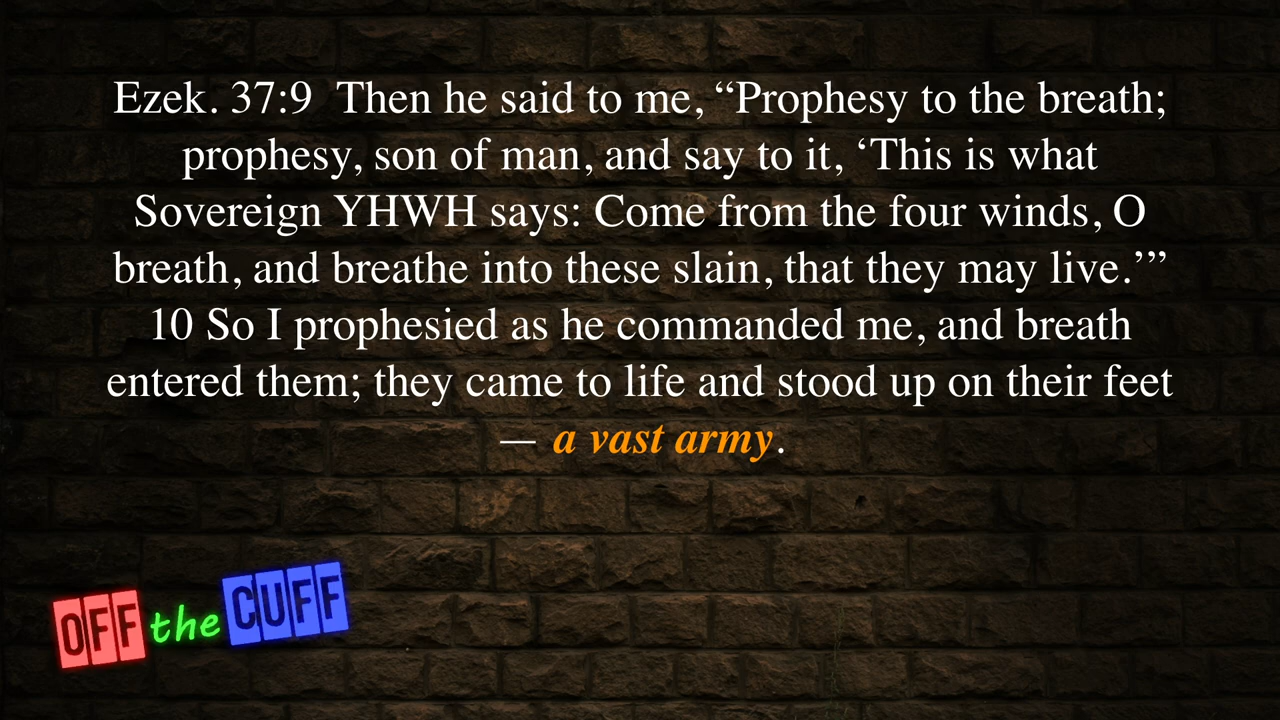 Ezek. 37:9  Then he said to me, “Prophesy to the breath;
prophesy, son of man, and say to it, ‘This is what
Sovereign YHWH says: Come from the four winds, O
breath, and breathe into these slain, that they may live.’”
10 So I prophesied as he commanded me, and breath
entered them; they came to life and stood up on their feet
— a vast army.
OFF the CUFF